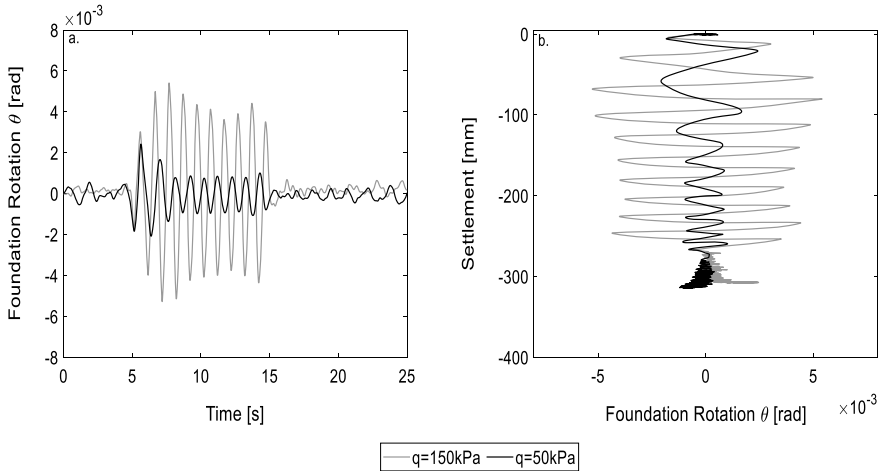 ×10⁻³
a.
8
6
4
2
0
-2
-4
-6
-8
Foundation Rotation θ [rad]
0 5 10 15 20 25
Time [s]
b.
0
-100
-200
-300
-400
Settlement [mm]
-5 0 5
×10⁻³
Foundation Rotation θ [rad]
q=150kPa q=50kPa